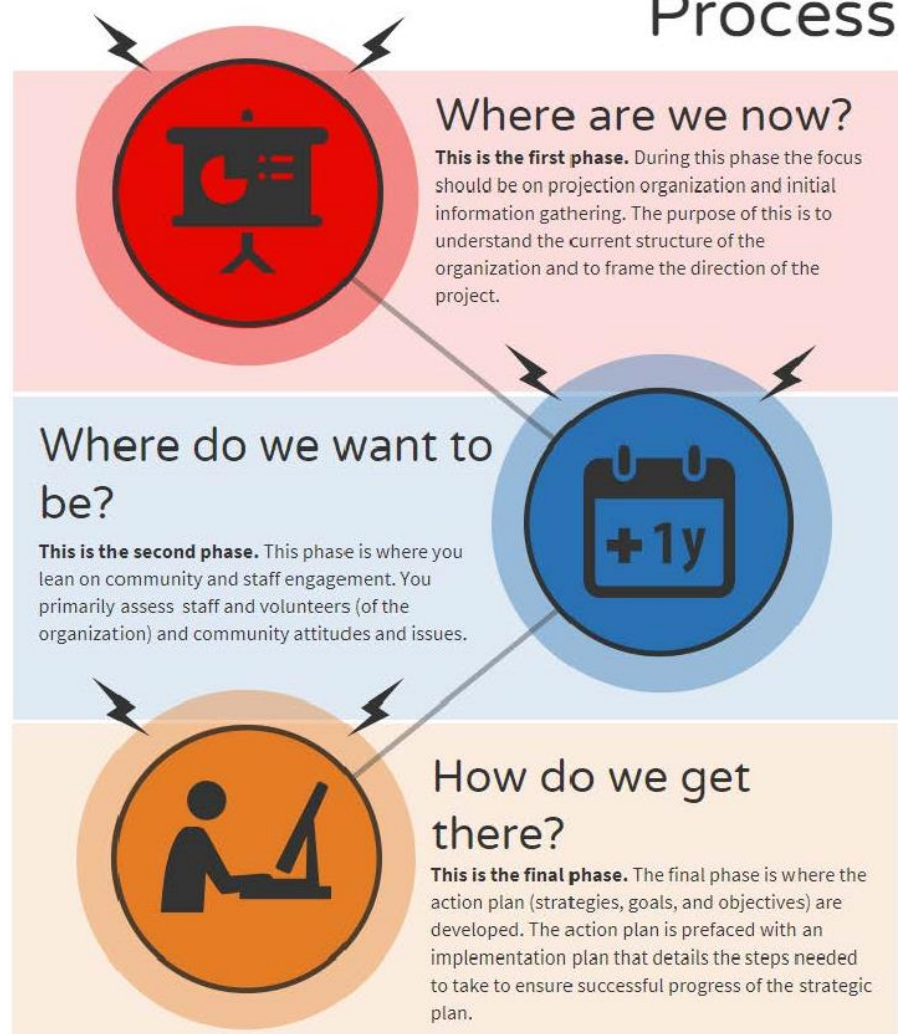 Process
Where are we now?
This is the first phase. During this phase the focus
should be on projection organization and initial
information gathering. The purpose of this is to
understand the current structure of the
organization and to frame the direction of the
project.
Where do we want to
be?
This is the second phase. This phase is where you
lean on community and staff engagement. You
primarily assess staff and volunteers (of the
organization) and community attitudes and issues.
+1y
How do we get
there?
This is the final phase. The final phase is where the
action plan (strategies, goals, and objectives) are
developed. The action plan is prefaced with an
implementation plan that details the steps needed
to take to ensure successful progress of the strategic
plan.